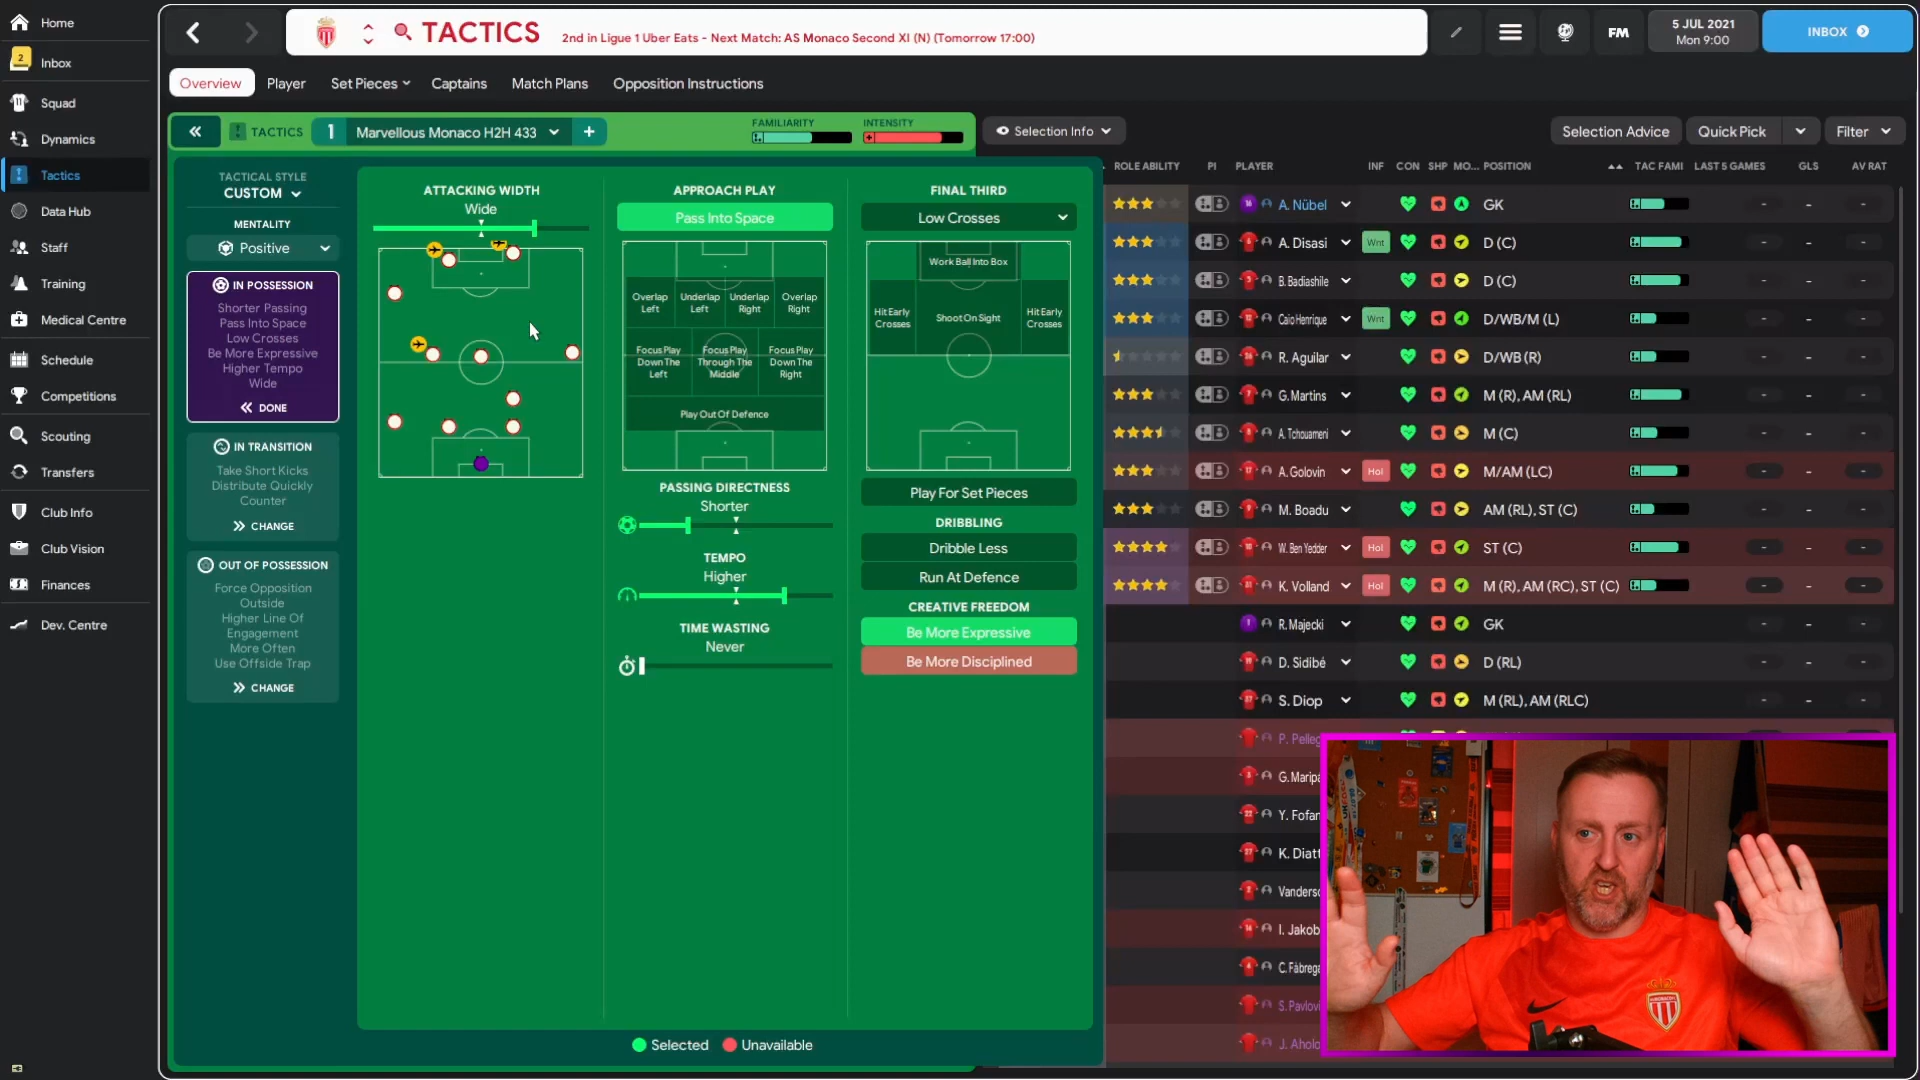 Home
2
Inbox
Squad
Dynamics
Tactics
Data Hub
Staff
Training
Medical Centre
Schedule
Competitions
Scouting
Transfers
Club Info
Club Vision
Finances
Dev. Centre
TACTICS
2nd in Ligue 1 Uber Eats - Next Match: AS Monaco Second XI (N) (Tomorrow 17:00)
FM
5 JUL 2021
Mon 9:00
INBOX
Overview
Player
Set Pieces
Captains
Match Plans
Opposition Instructions
TACTICS
1
Marvellous Monaco H2H 433
FAMILIARITY
INTENSITY
Selection Info
Selection Advice
Quick Pick
Filter
TACTICAL STYLE
CUSTOM
MENTALITY
Positive
IN POSSESSION
Shorter Passing
Pass Into Space
Low Crosses
Be More Expressive
Higher Tempo
Wide
DONE
IN TRANSITION
Take Short Kicks
Distribute Quickly
Counter
CHANGE
OUT OF POSSESSION
Force Opposition
Outside
Higher Line Of
Engagement
More Often
Use Offside Trap
CHANGE
ATTACKING WIDTH
Wide
APPROACH PLAY
Pass Into Space
Overlap Left
Underlap Left
Underlap Right
Overlap Right
Focus Play Down The Left
Focus Play Through The Middle
Focus Play Down The Right
Play Out Of Defence
PASSING DIRECTNESS
Shorter
TEMPO
Higher
TIME WASTING
Never
FINAL THIRD
Low Crosses
Work Ball Into Box
Hit Early Crosses
Shoot On Sight
Hit Early Crosses
Play For Set Pieces
DRIBBLING
Dribble Less
Run At Defence
CREATIVE FREEDOM
Be More Expressive
Be More Disciplined
Selected
Unavailable
ROLE ABILITY PI PLAYER INF CON SHP MO... POSITION TAC FAMI LAST 5 GAMES GLS AV RAT
A. Nübel GK - - -
A. Disasi Wnt D (C) - - -
B. Badiashile D (C) - - -
Caio Henrique Wnt D/WB/M (L) - - -
R. Aguilar D/WB (R) - - -
G. Martins M (R), AM (RL) - - -
A. Tchouameni M (C) - - -
A. Golovin Hol M/AM (LC) - - -
M. Boadu AM (RL), ST (C) - - -
W. Ben Yedder Hol ST (C) - - -
K. Volland Hol M (R), AM (RC), ST (C) - - -
R. Majecki GK - - -
D. Sidibé D (RL) - - -
S. Diop M (RL), AM (RLC) - - -
P. Pelleg
G. Maripá
Y. Fofan
K. Diatt
Vanders
I. Jakob
C. Fàbrega
S. Pavlovi
J. Aholo